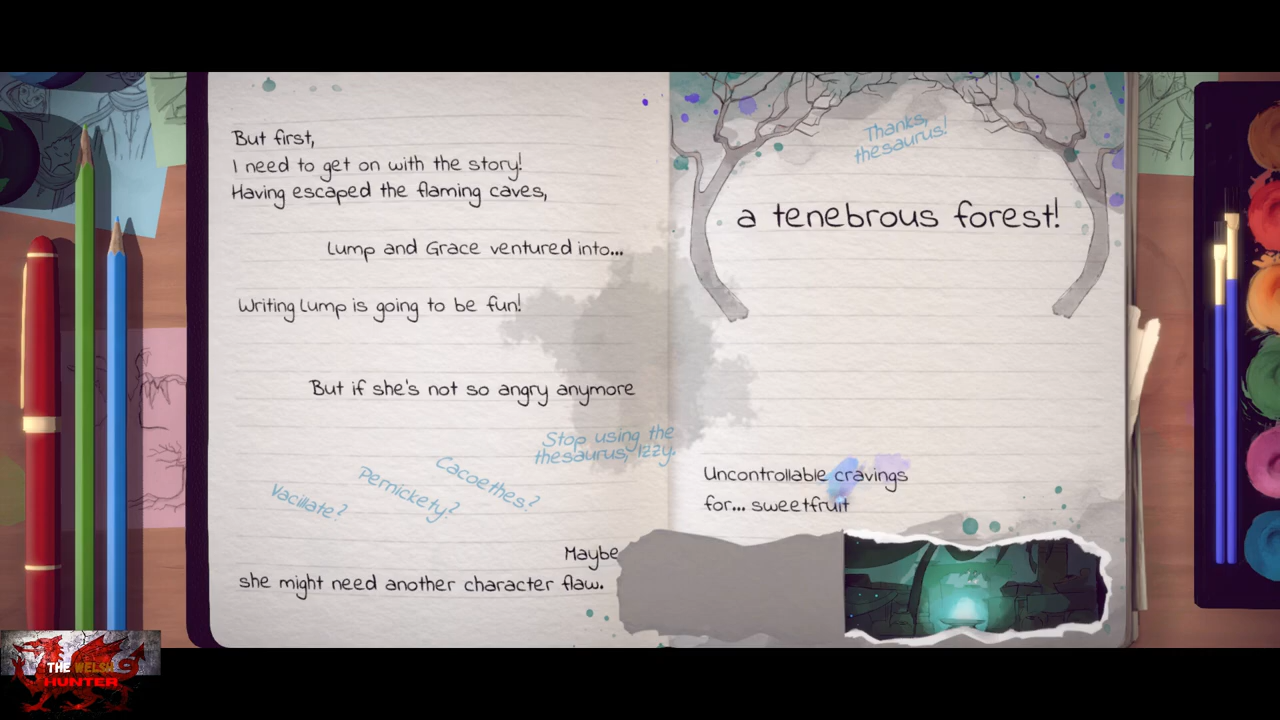 But first,
I need to get on with the story!
Having escaped the flaming caves,
Lump and Grace ventured into...
Writing Lump is going to be fun!
But if she's not so angry anymore
Stop using the
thesaurus, Izzy.
Cacoethes?
Pernickety?
Vacillate?
Maybe
she might need another character flaw.
Thanks,
thesaurus!
a tenebrous forest!
Uncontrollable cravings
for... sweetfruit
THE WELSH
HUNTER